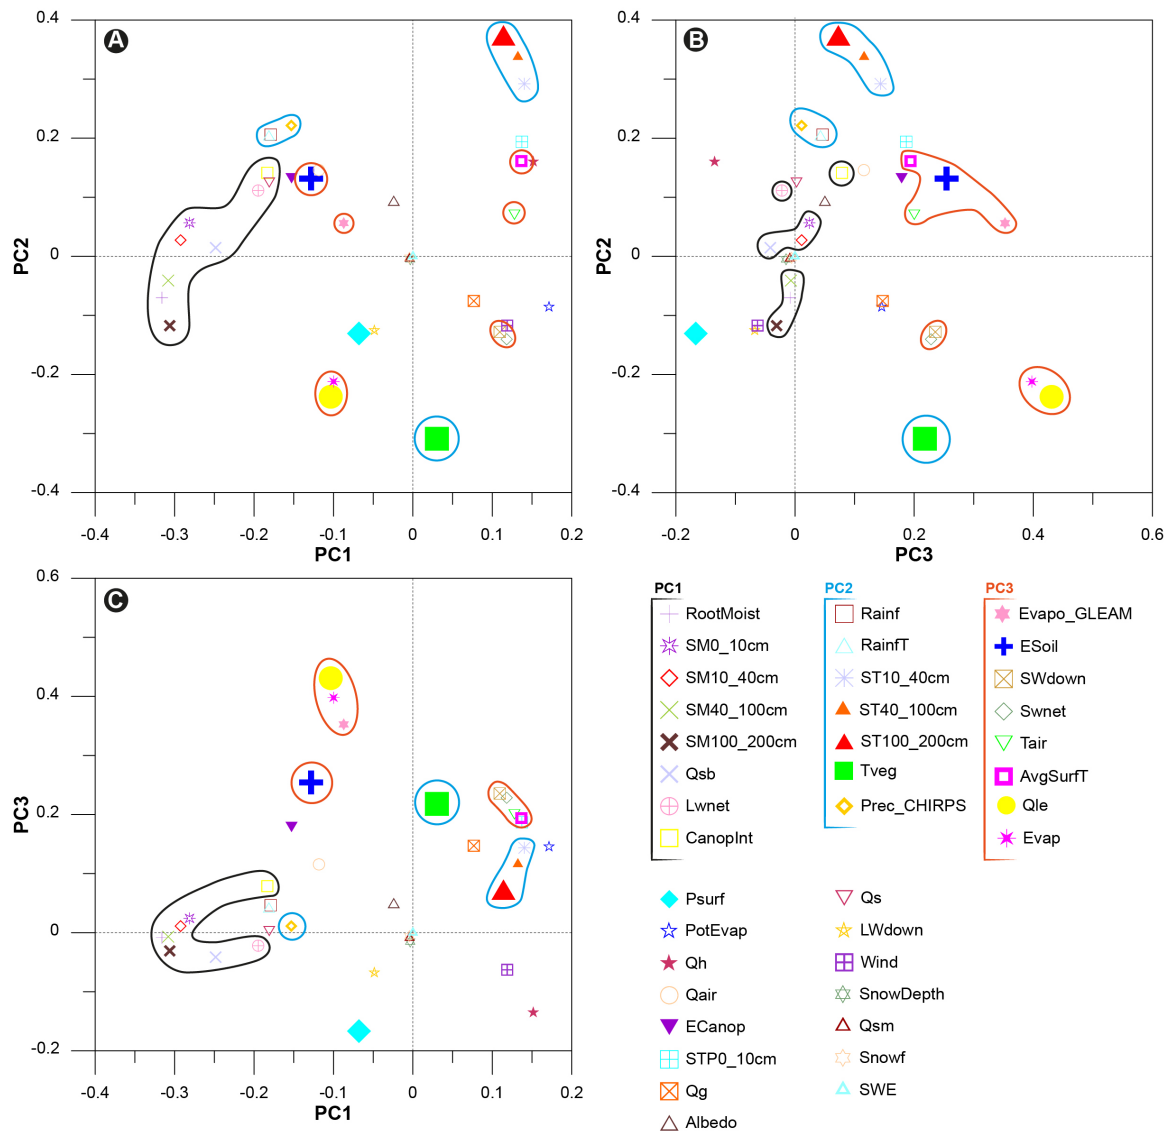 A
0.4
0.2
0
-0.2
-0.4
PC2
-0.4
-0.3
-0.2
-0.1
0
0.1
0.2
PC1
B
0.4
0.2
0
-0.2
-0.4
PC2
-0.2
0
0.2
0.4
0.6
PC3
C
0.6
0.4
0.2
0
-0.2
PC3
-0.4
-0.3
-0.2
-0.1
0
0.1
0.2
PC1
PC1
RootMoist
SM0_10cm
SM10_40cm
SM40_100cm
SM100_200cm
Qsb
Lwnet
CanopInt
PC2
Rainf
RainfT
ST10_40cm
ST40_100cm
ST100_200cm
Tveg
Prec_CHIRPS
PC3
Evapo_GLEAM
ESoil
SWdown
Swnet
Tair
AvgSurfT
Qle
Evap
Psurf
PotEvap
Qh
Qair
ECanop
STP0_10cm
Qg
Albedo
Qs
LWdown
Wind
SnowDepth
Qsm
Snowf
SWE